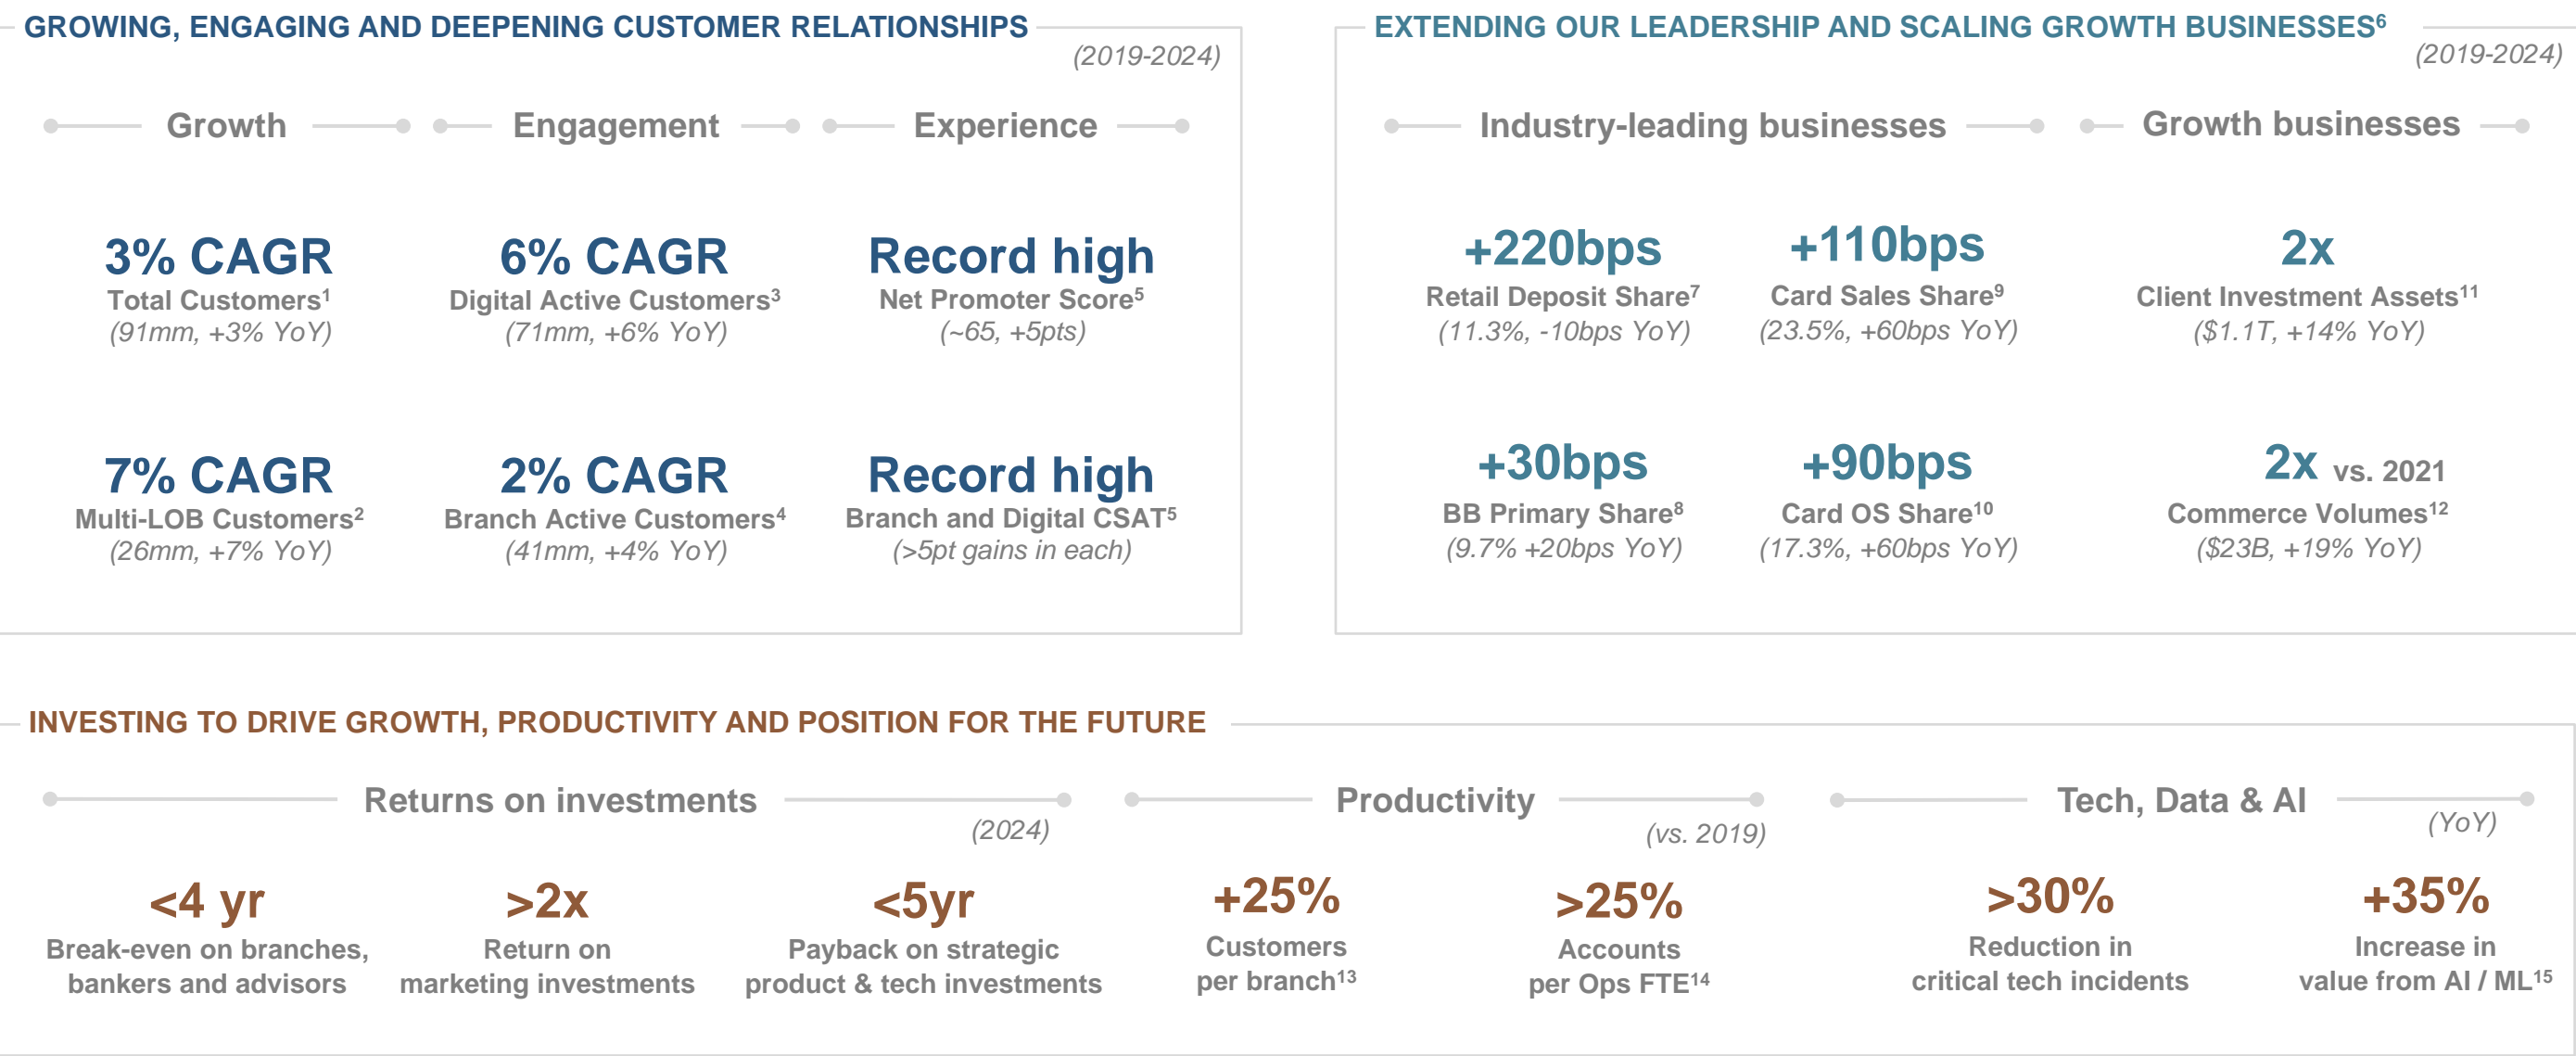 GROWING, ENGAGING AND DEEPENING CUSTOMER RELATIONSHIPS
(2019-2024)
Growth
Engagement
Experience
3% CAGR
Total Customers¹
(91mm, +3% YoY)
6% CAGR
Digital Active Customers³
(71mm, +6% YoY)
Record high
Net Promoter Score⁵
(~65, +5pts)
7% CAGR
Multi-LOB Customers²
(26mm, +7% YoY)
2% CAGR
Branch Active Customers⁴
(41mm, +4% YoY)
Record high
Branch and Digital CSAT⁵
(>5pt gains in each)
EXTENDING OUR LEADERSHIP AND SCALING GROWTH BUSINESSES⁶
(2019-2024)
Industry-leading businesses
Growth businesses
+220bps
Retail Deposit Share⁷
(11.3%, -10bps YoY)
+110bps
Card Sales Share⁹
(23.5%, +60bps YoY)
2x
Client Investment Assets¹¹
($1.1T, +14% YoY)
+30bps
BB Primary Share⁸
(9.7% +20bps YoY)
+90bps
Card OS Share¹⁰
(17.3%, +60bps YoY)
2x vs. 2021
Commerce Volumes¹²
($23B, +19% YoY)
INVESTING TO DRIVE GROWTH, PRODUCTIVITY AND POSITION FOR THE FUTURE
Returns on investments
(2024)
Productivity
(vs. 2019)
Tech, Data & AI
(YoY)
<4 yr
Break-even on branches,
bankers and advisors
>2x
Return on
marketing investments
<5yr
Payback on strategic
product & tech investments
+25%
Customers
per branch¹³
>25%
Accounts
per Ops FTE¹⁴
>30%
Reduction in
critical tech incidents
+35%
Increase in
value from AI / ML¹⁵